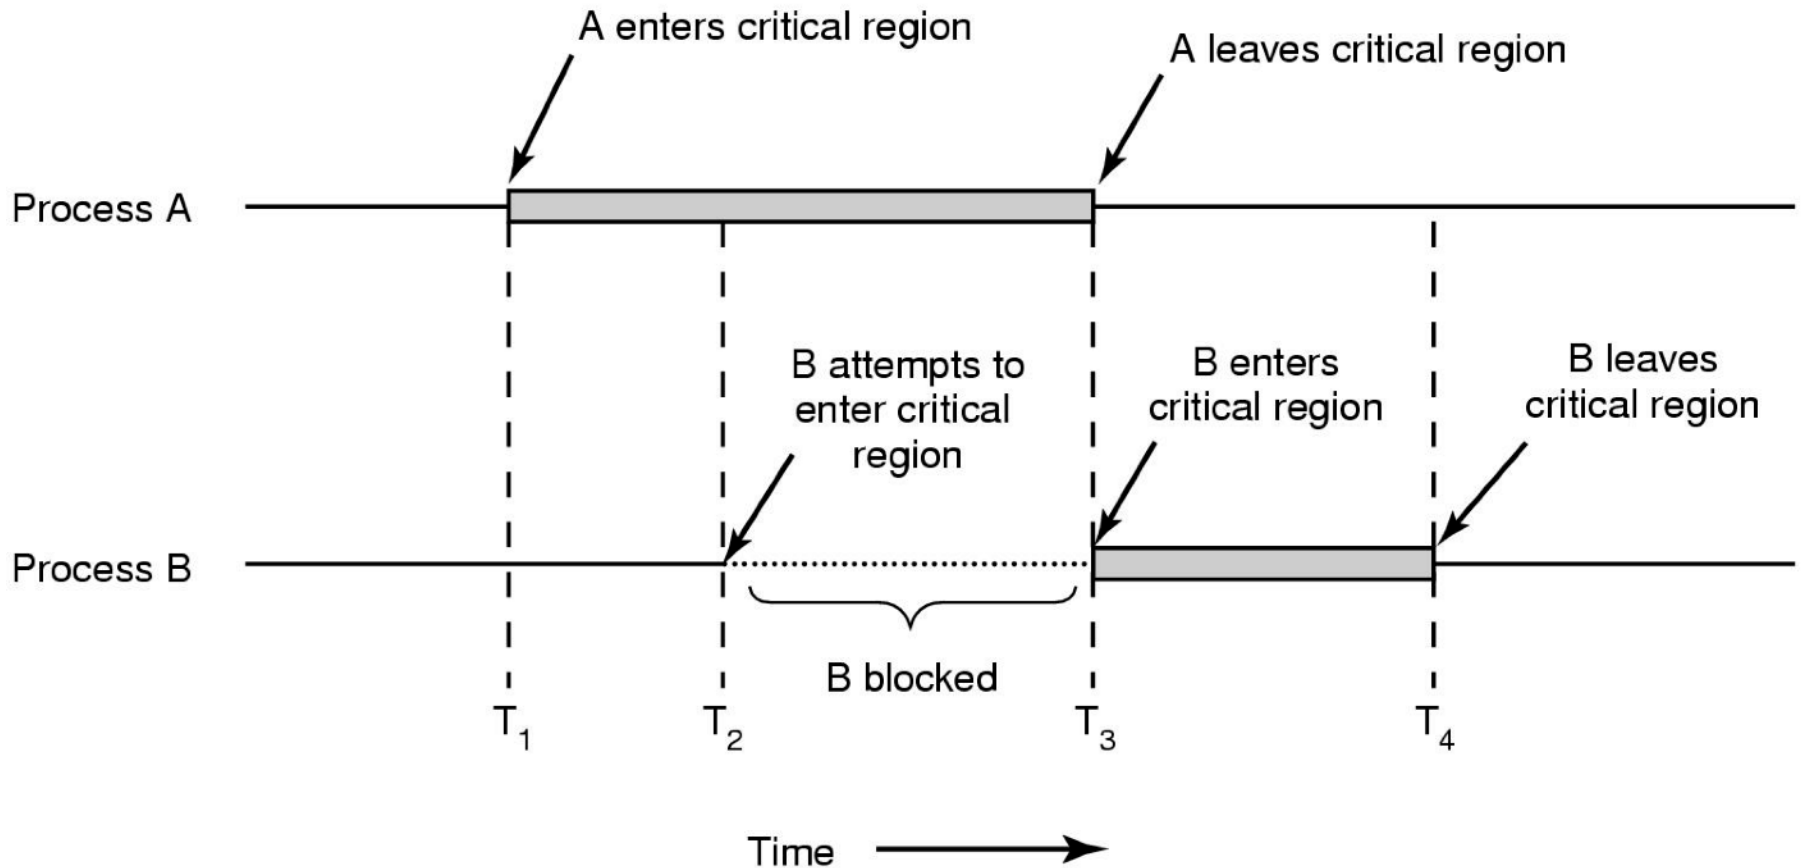 A enters critical region
A leaves critical region
Process A
B attempts to
enter critical
region
B enters
critical region
B leaves
critical region
Process B
B blocked
T1
T2
T3
T4
Time